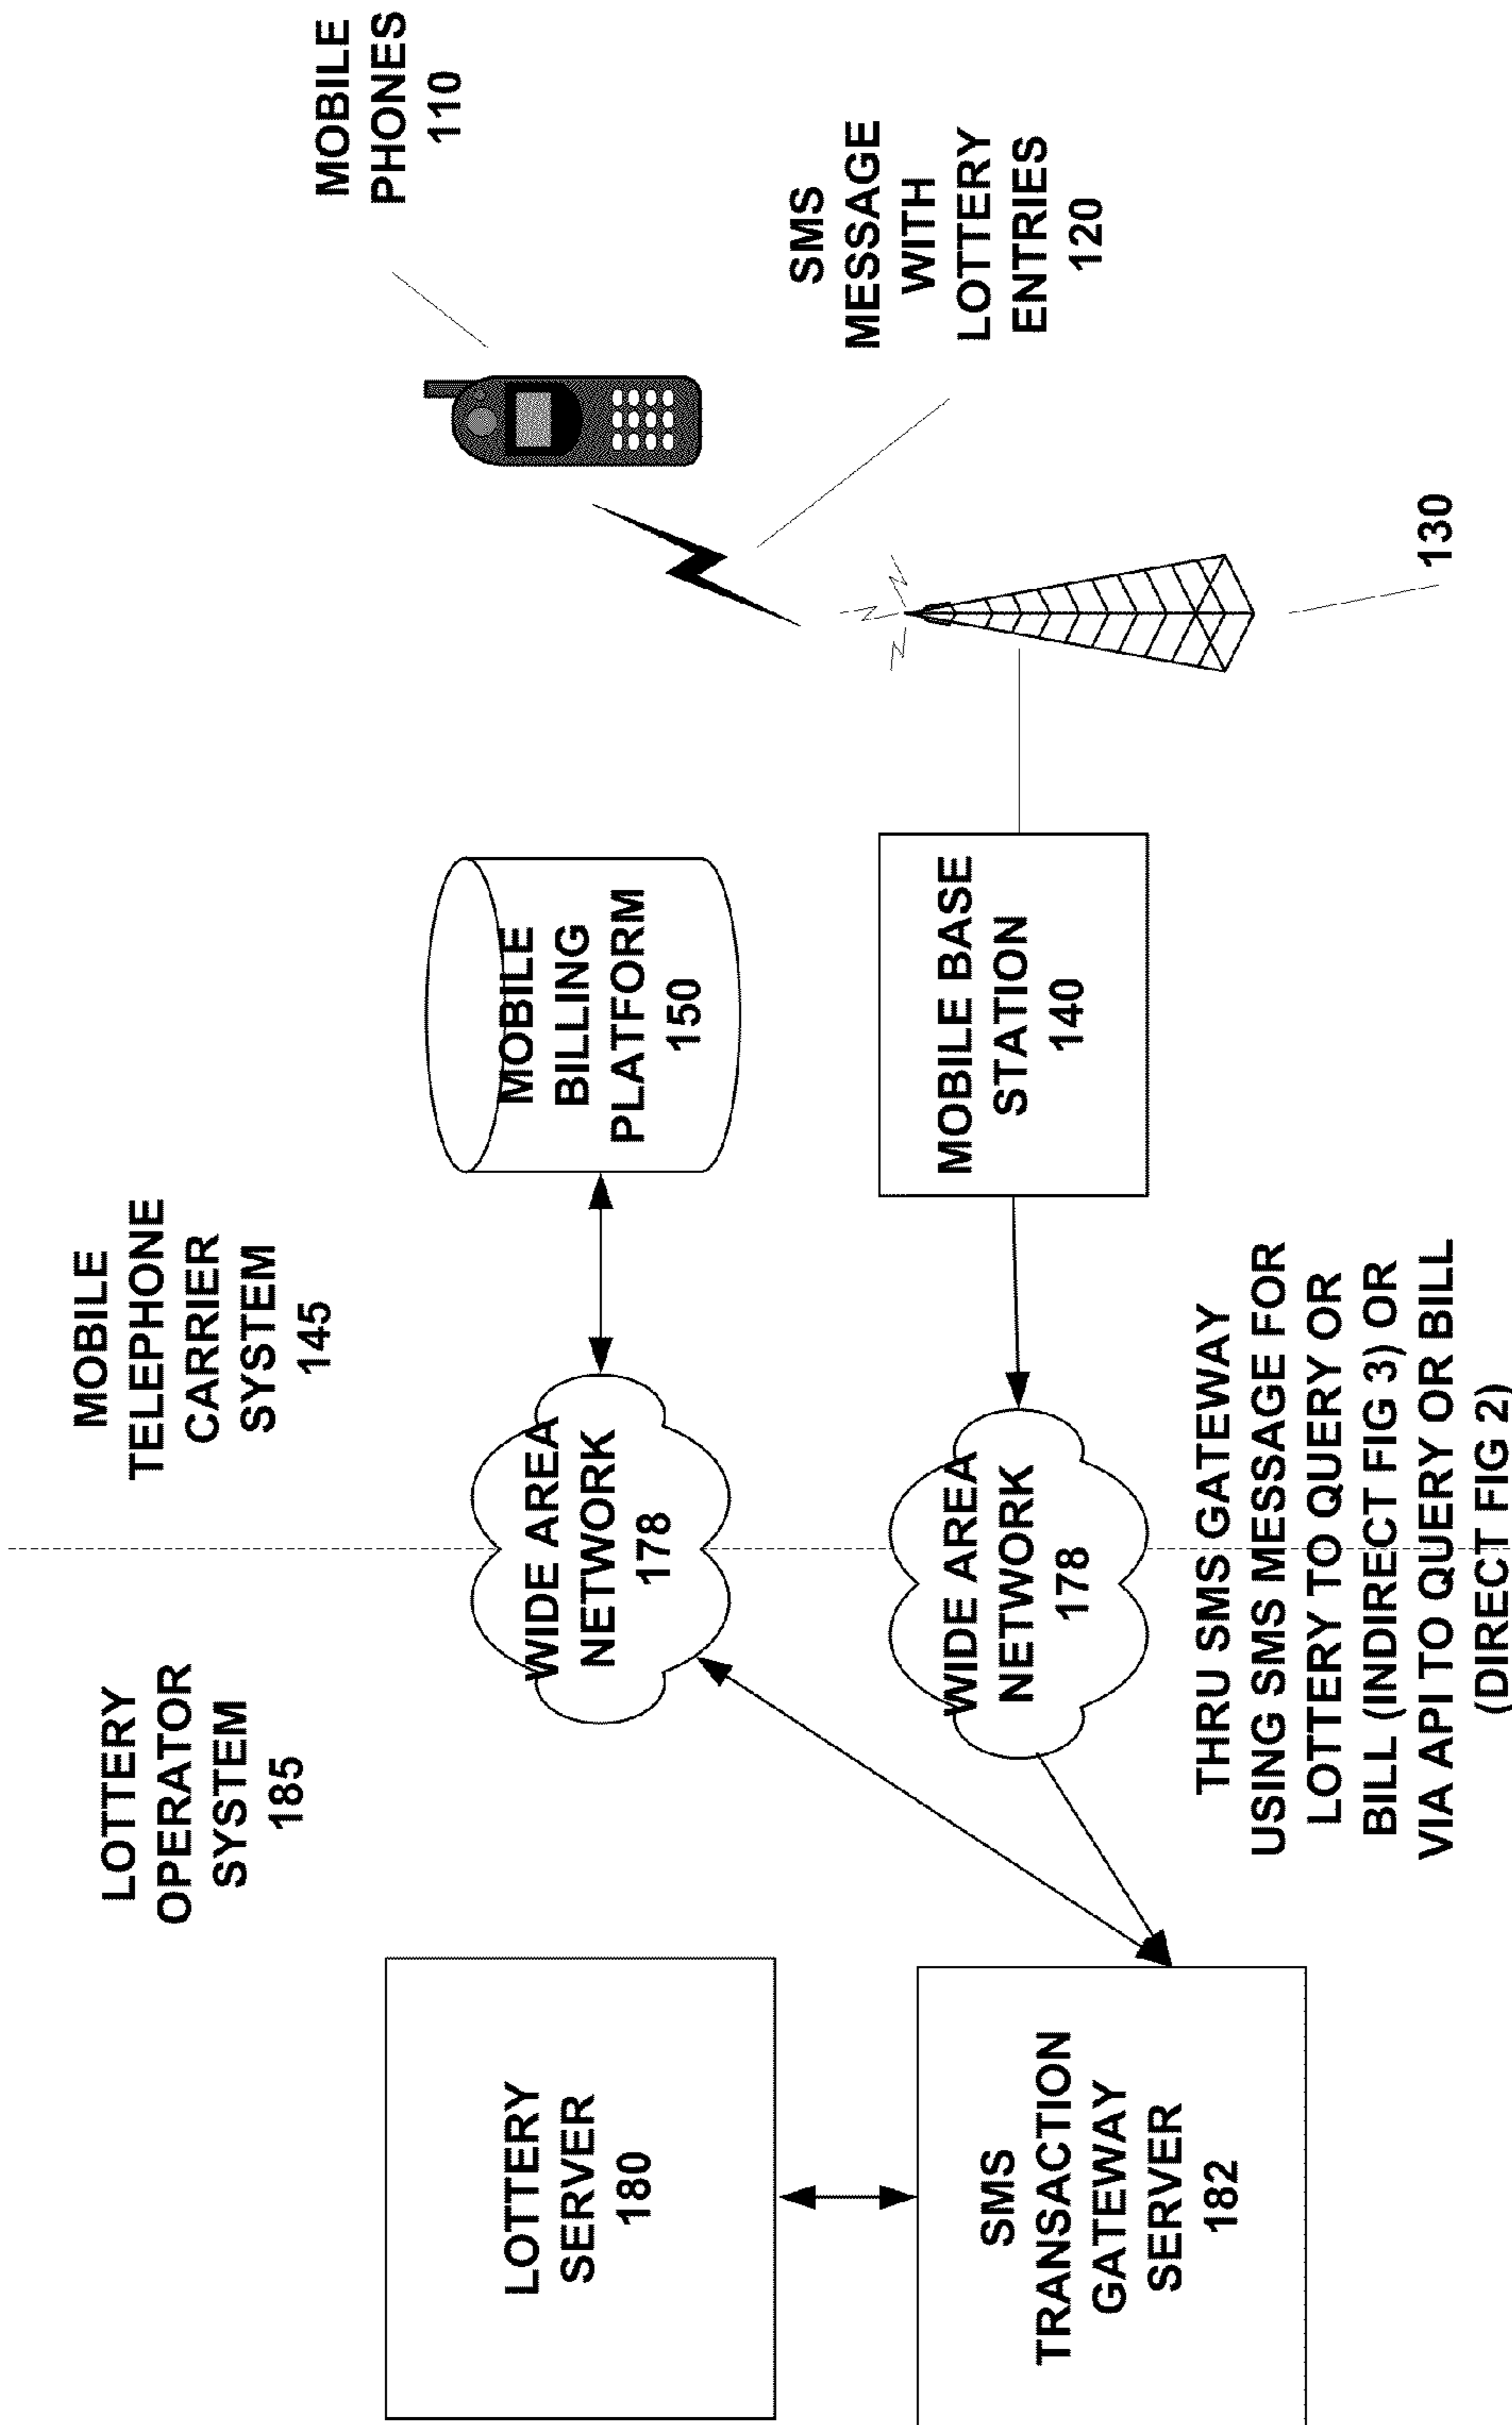 LOTTERY
OPERATOR
SYSTEM
185
MOBILE
TELEPHONE
CARRIER
SYSTEM
145
MOBILE
PHONES
110
LOTTERY
SERVER
180
WIDE AREA
NETWORK
178
MOBILE
BILLING
PLATFORM
150
SMS
MESSAGE
WITH
LOTTERY
ENTRIES
120
SMS
TRANSACTION
GATEWAY
SERVER
182
WIDE AREA
NETWORK
178
MOBILE BASE
STATION
140
130
THRU SMS GATEWAY
USING SMS MESSAGE FOR
LOTTERY TO QUERY OR
BILL (INDIRECT FIG 3) OR
VIA API TO QUERY OR BILL
(DIRECT FIG 2)